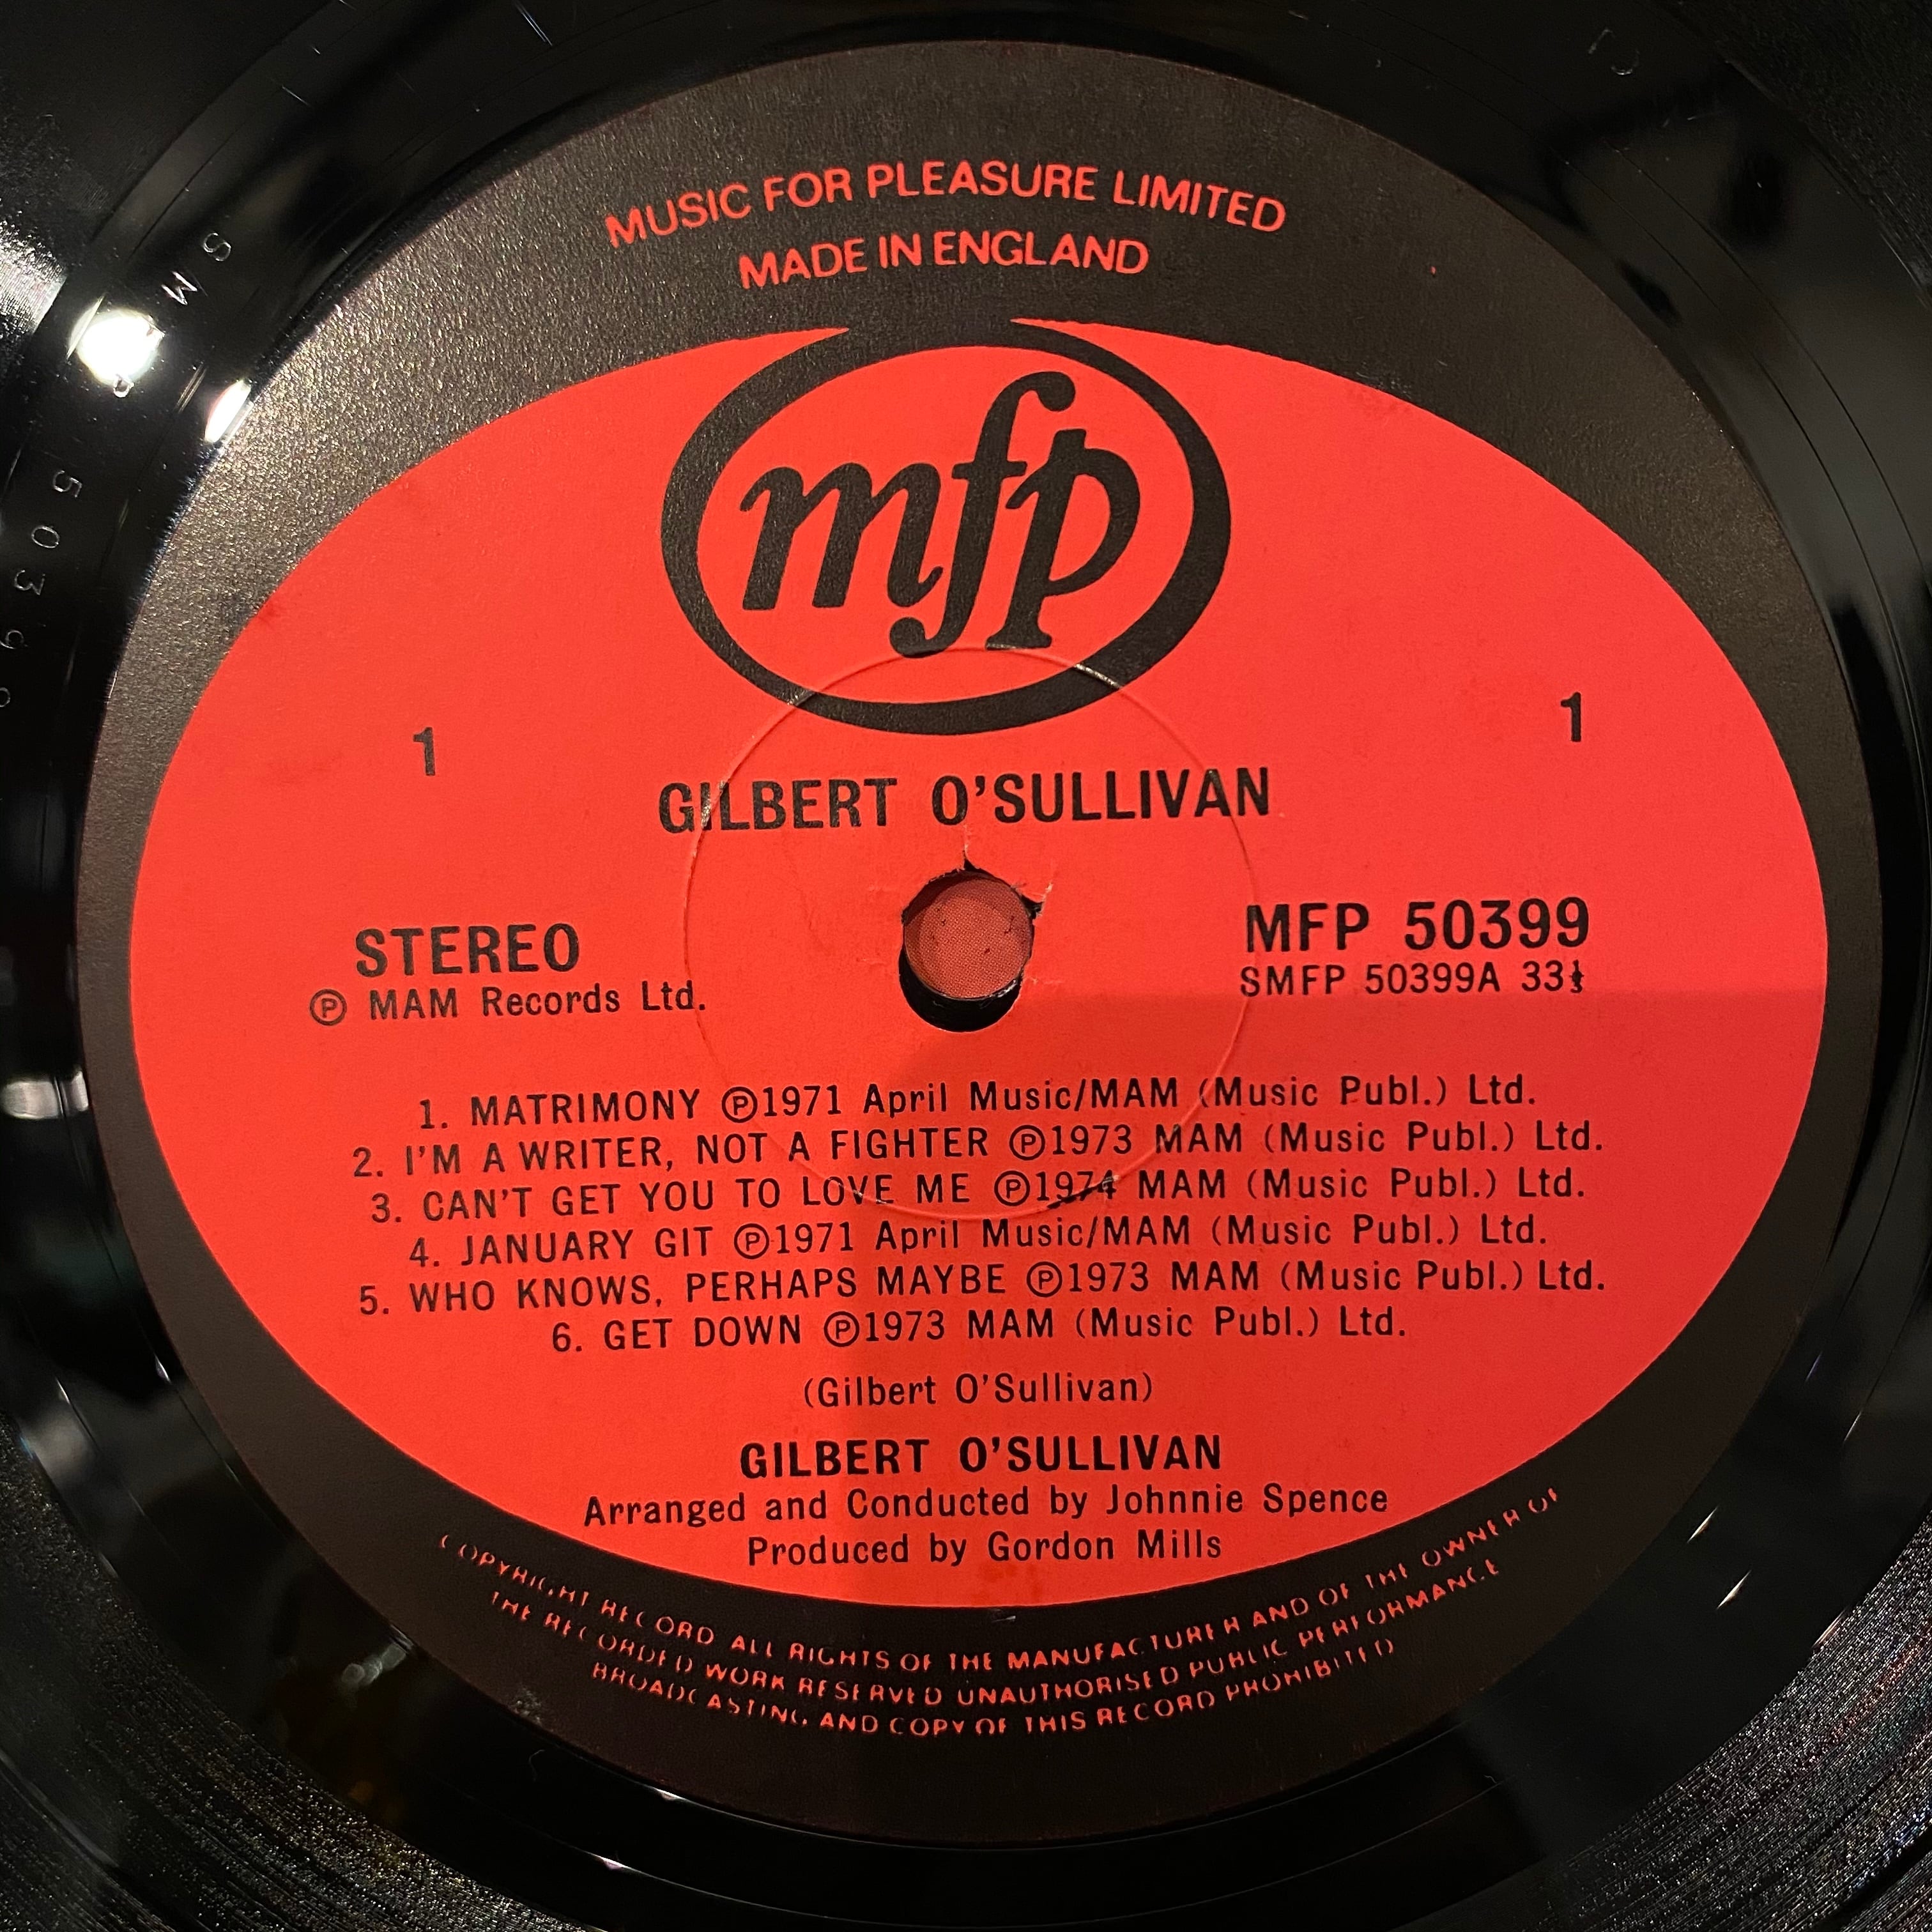 MUSIC FOR PLEASURE LIMITED
MADE IN ENGLAND
mfp
1
1
GILBERT O'SULLIVAN
STEREO
Ⓟ MAM Records Ltd.
MFP 50399
SMFP 50399A 33⅓
1. MATRIMONY Ⓟ1971 April Music/MAM (Music Publ.) Ltd.
2. I'M A WRITER, NOT A FIGHTER Ⓟ1973 MAM (Music Publ.) Ltd.
3. CAN'T GET YOU TO LOVE ME Ⓟ1974 MAM (Music Publ.) Ltd.
4. JANUARY GIT Ⓟ1971 April Music/MAM (Music Publ.) Ltd.
5. WHO KNOWS, PERHAPS MAYBE Ⓟ1973 MAM (Music Publ.) Ltd.
6. GET DOWN Ⓟ1973 MAM (Music Publ.) Ltd.
(Gilbert O'Sullivan)
GILBERT O'SULLIVAN
Arranged and Conducted by Johnnie Spence
Produced by Gordon Mills
COPYRIGHT RECORD ALL RIGHTS OF THE MANUFACTURER AND OF THE OWNER OF
THE RECORDED WORK RESERVED UNAUTHORISED PUBLIC PERFORMANCE
BROADCASTING AND COPY OF THIS RECORD PROHIBITED